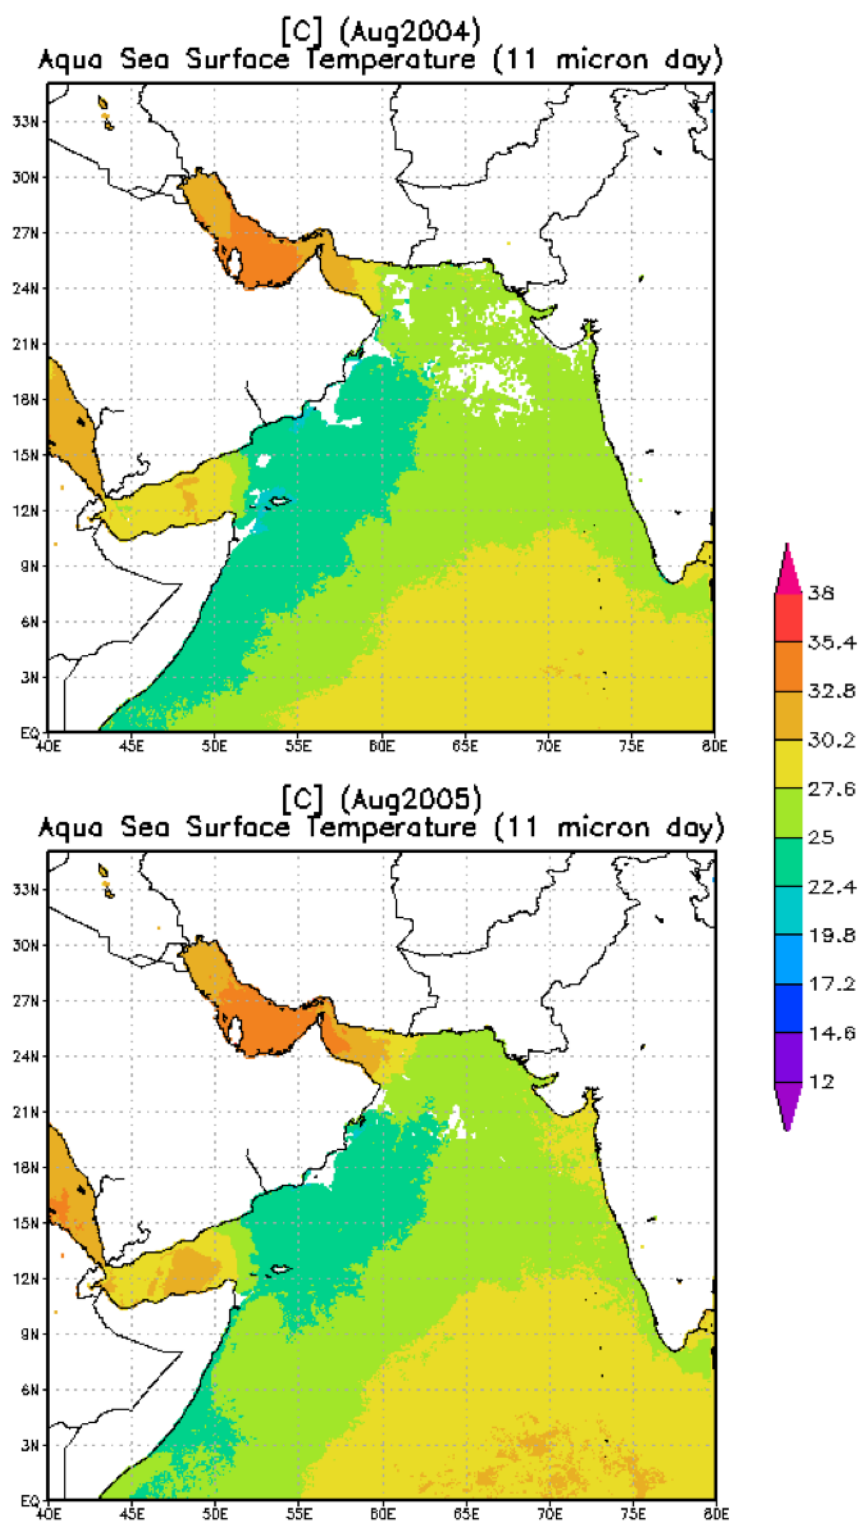 [C] (Aug2004)
Aqua Sea Surface Temperature (11 micron day)
33N
30N
27N
24N
21N
18N
15N
12N
9N
6N
3N
EQ
40E 45E 50E 55E 60E 65E 70E 75E 80E
[C] (Aug2005)
Aqua Sea Surface Temperature (11 micron day)
33N
30N
27N
24N
21N
18N
15N
12N
9N
6N
3N
EQ
40E 45E 50E 55E 60E 65E 70E 75E 80E
38
35.4
32.8
30.2
27.6
25
22.4
19.8
17.2
14.6
12